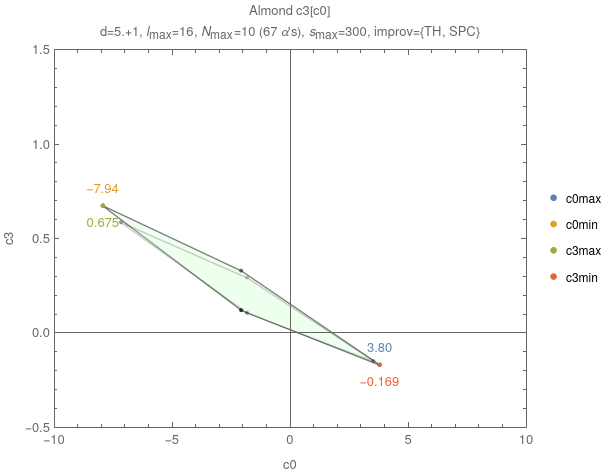 Almond c3[c0]
d=5.+1, lmax=16, Nmax=10 (67 α's), smax=300, improv={TH, SPC}
1.5
1.0
−7.94
c0max
0.675
0.5
c0min
c3
c3max
c3min
0.0
3.80
−0.169
−0.5
−10
−5
0
5
10
c0